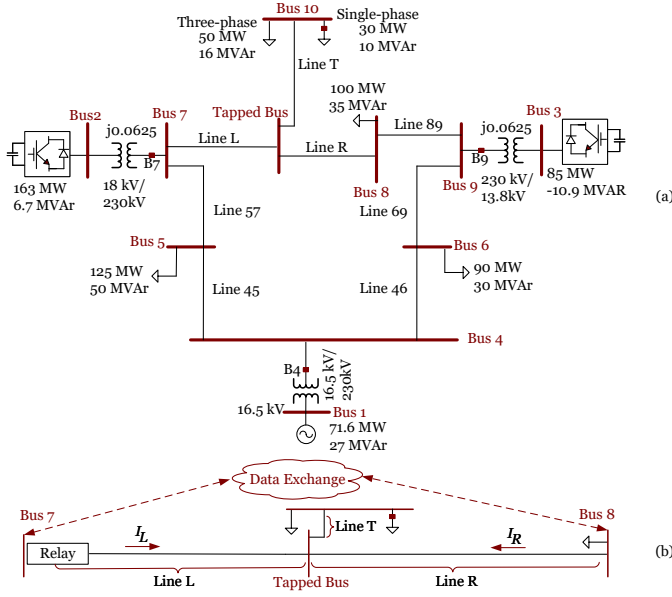 Bus 10
Three-phase
50 MW
16 MVAr
Single-phase
30 MW
10 MVAr
Line T
Bus2
j0.0625
Bus 7
Tapped Bus
100 MW
35 MVAr
Line 89
j0.0625
Bus 3
Line L
Line R
B7
B9
163 MW
6.7 MVAr
18 kV/
230kV
Bus 8
Bus 9
230 kV/
13.8kV
85 MW
-10.9 MVAR
(a)
Line 57
Line 69
Bus 5
Bus 6
125 MW
50 MVAr
90 MW
30 MVAr
Line 45
Line 46
Bus 4
B4
16.5 kV/
230kV
16.5 kV
Bus 1
71.6 MW
27 MVAr
Data Exchange
Bus 7
Bus 8
Line T
I_L
I_R
Relay
(b)
Line L
Tapped Bus
Line R